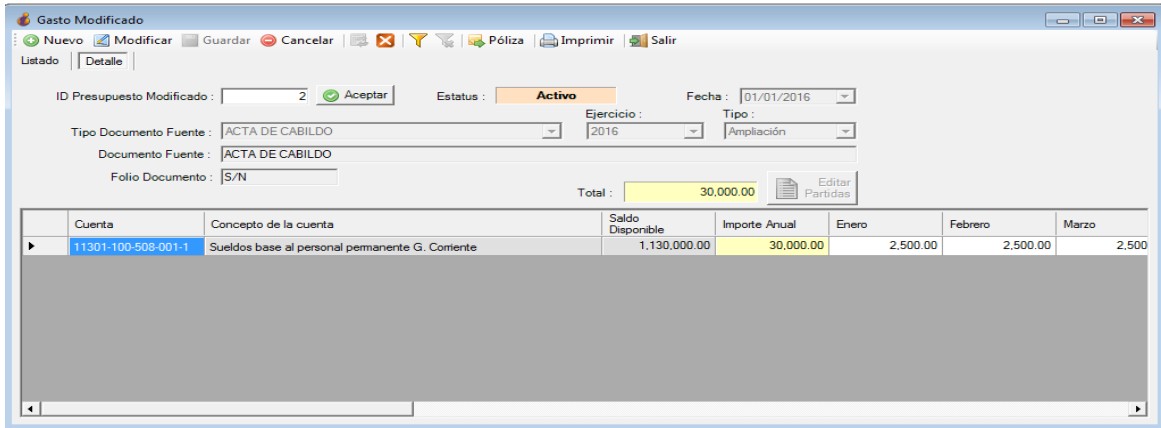 Gasto Modificado
Nuevo Modificar Guardar Cancelar Póliza Imprimir Salir
Listado Detalle
ID Presupuesto Modificado : 2 Aceptar Estatus : Activo Fecha : 01/01/2016
Ejercicio : Tipo :
Tipo Documento Fuente : ACTA DE CABILDO 2016 Ampliación
Documento Fuente : ACTA DE CABILDO
Folio Documento : S/N
Total : 30,000.00 Editar Partidas
Cuenta Concepto de la cuenta Saldo Disponible Importe Anual Enero Febrero Marzo
11301-100-508-001-1 Sueldos base al personal permanente G. Corriente 1,130,000.00 30,000.00 2,500.00 2,500.00 2,500